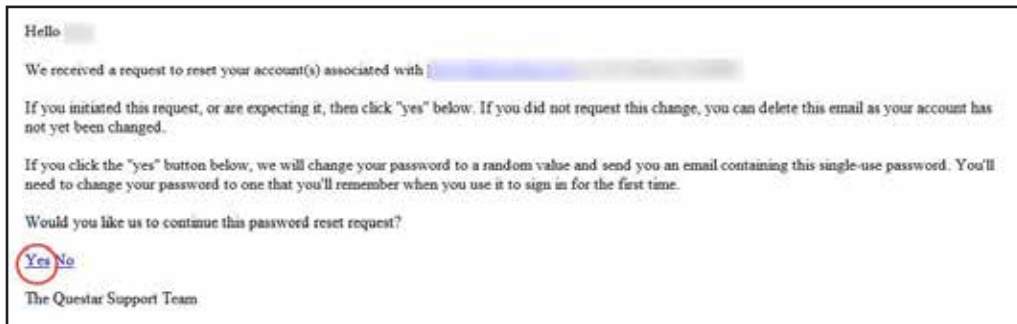 Hello
We received a request to reset your account(s) associated with
If you initiated this request, or are expecting it, then click "yes" below. If you did not request this change, you can delete this email as your account has
not yet been changed.
If you click the "yes" button below, we will change your password to a random value and send you an email containing this single-use password. You'll
need to change your password to one that you'll remember when you use it to sign in for the first time.
Would you like us to continue this password reset request?
Yes No
The Questar Support Team